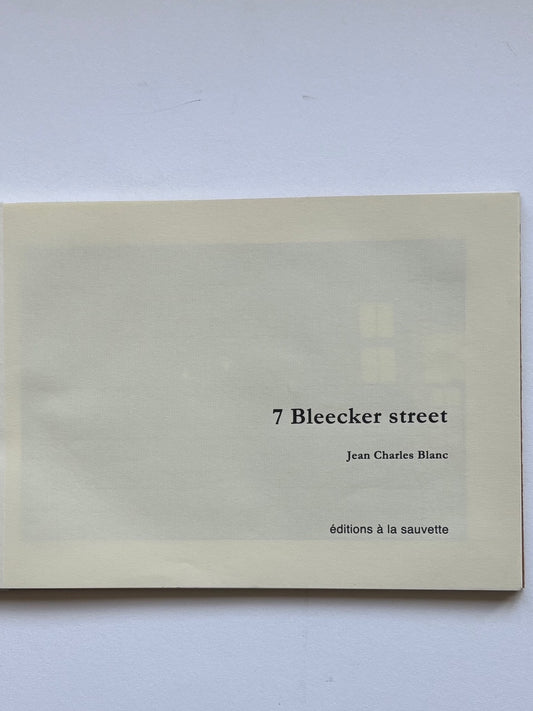 7 Bleecker street
Jean Charles Blanc
éditions à la sauvette